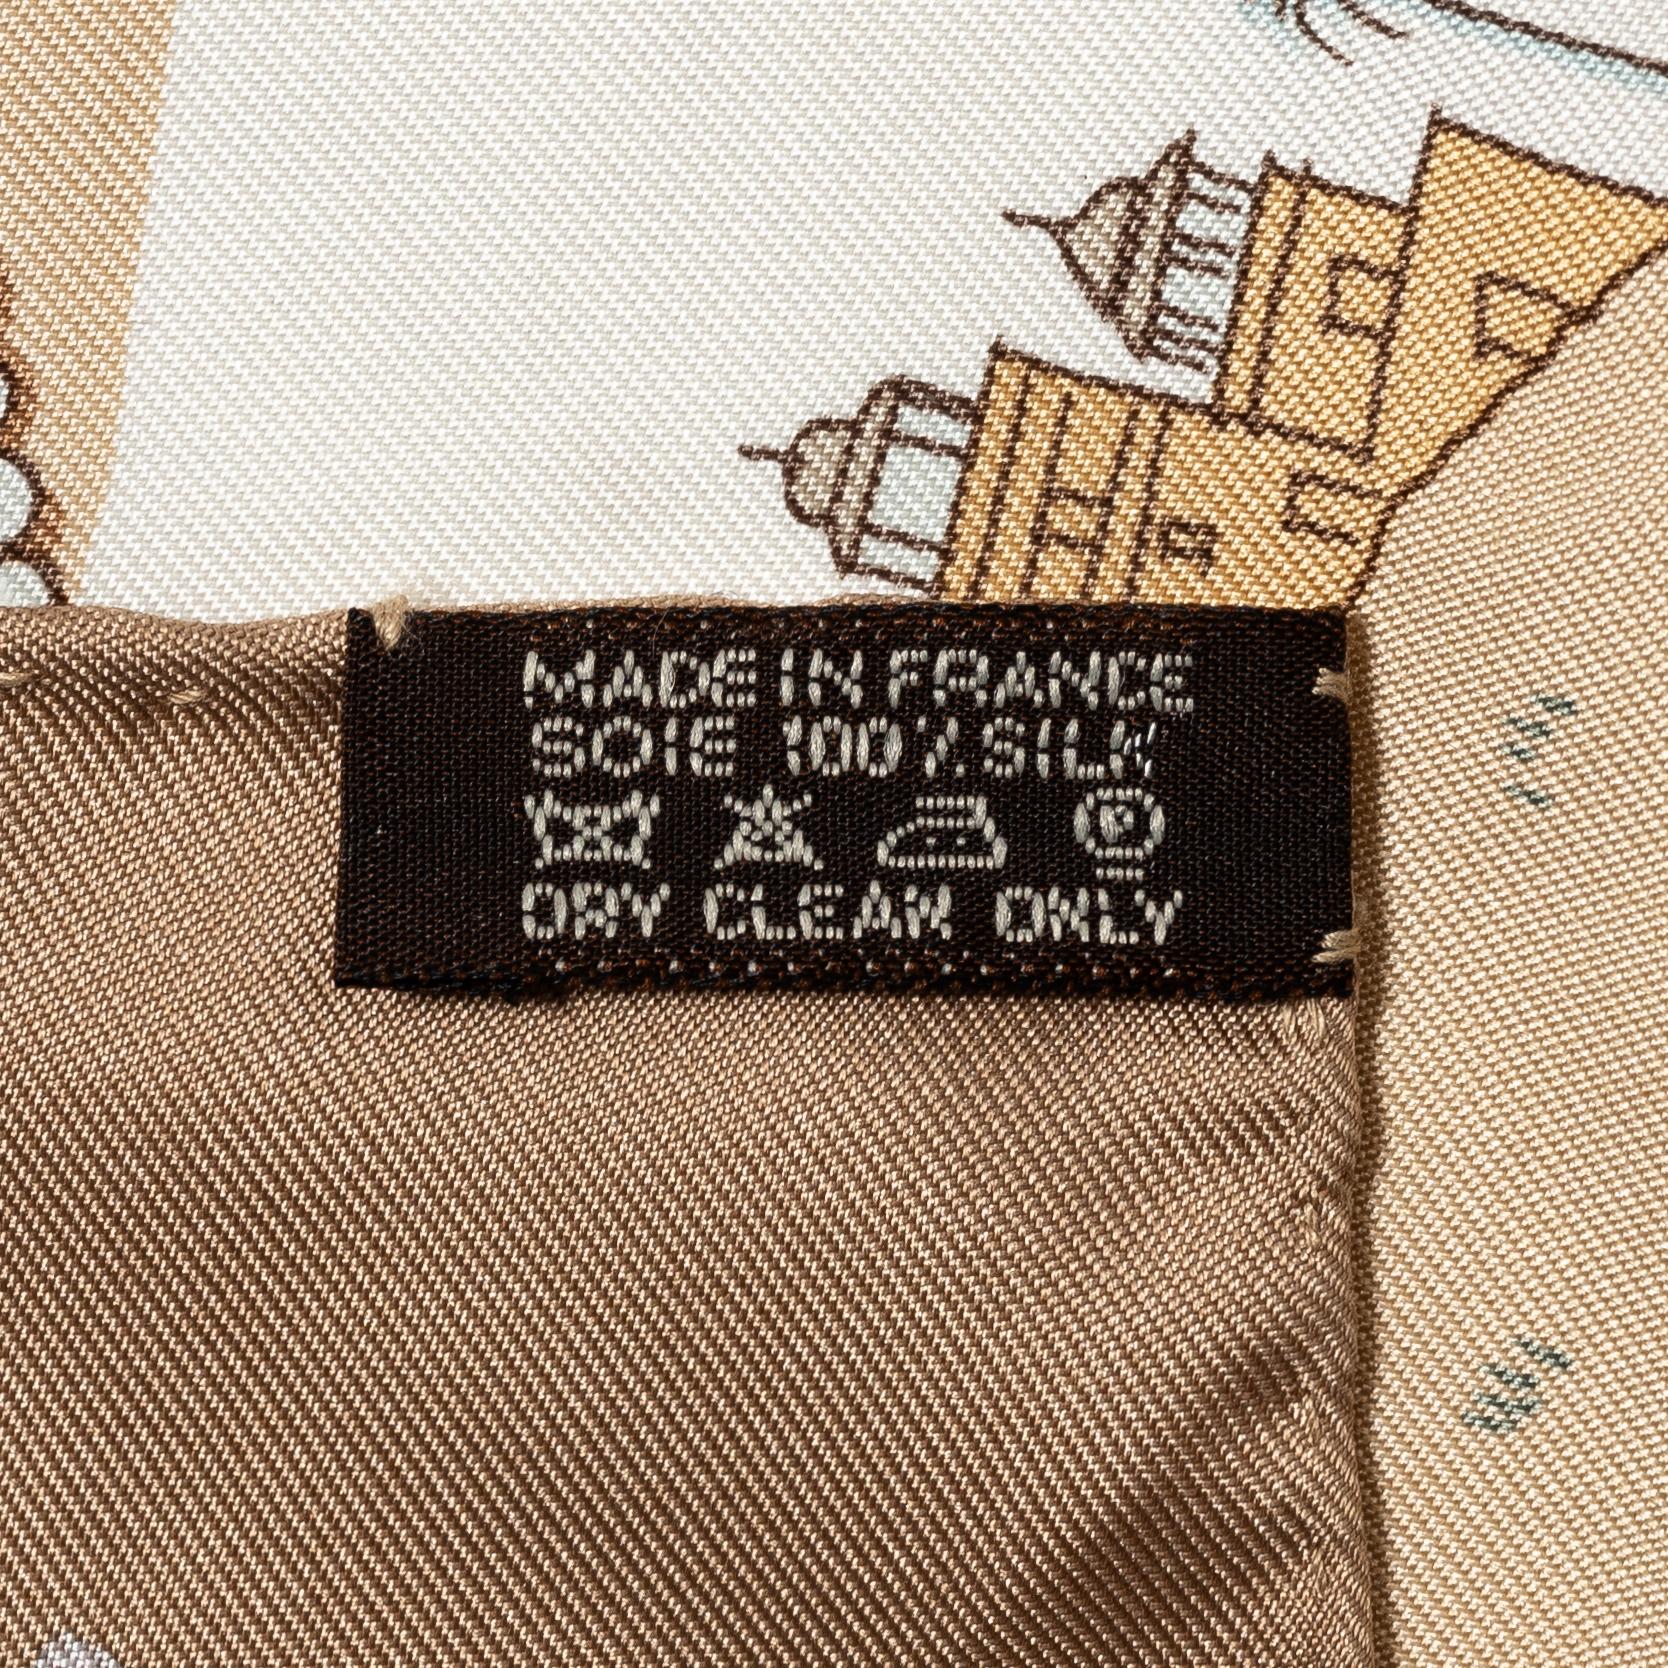 MADE IN FRANCE
SOIE 100% SILK
P
DRY CLEAN ONLY